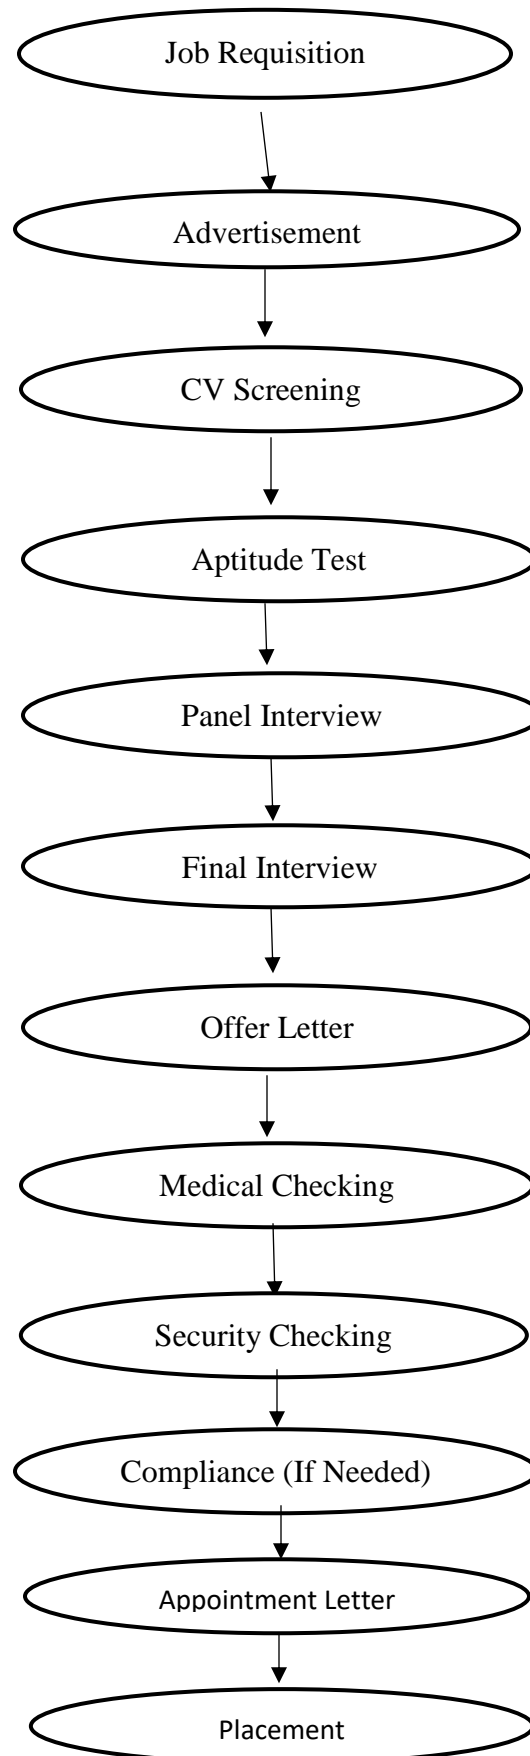 Job Requisition
Advertisement
CV Screening
Aptitude Test
Panel Interview
Final Interview
Offer Letter
Medical Checking
Security Checking
Compliance (If Needed)
Appointment Letter
Placement